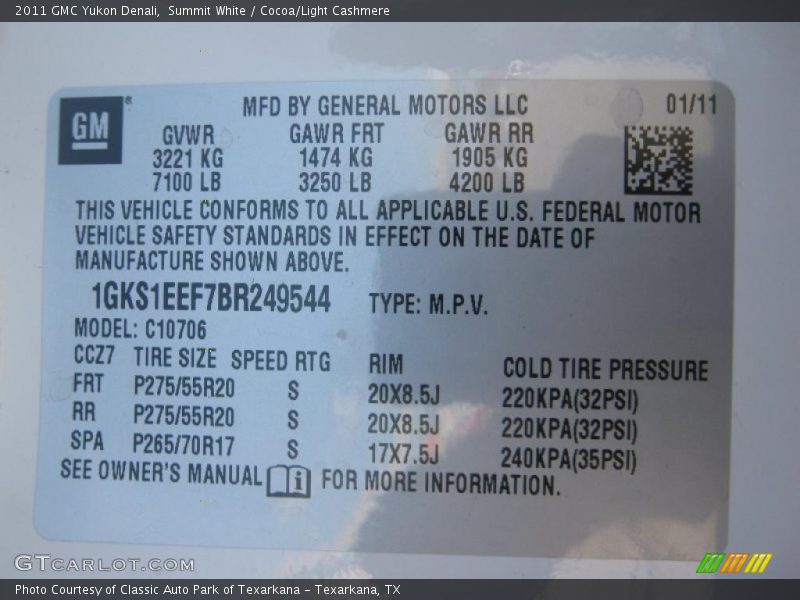 2011 GMC Yukon Denali, Summit White / Cocoa/Light Cashmere
GM ® MFD BY GENERAL MOTORS LLC 01/11
GVWR GAWR FRT GAWR RR
3221 KG 1474 KG 1905 KG
7100 LB 3250 LB 4200 LB
THIS VEHICLE CONFORMS TO ALL APPLICABLE U.S. FEDERAL MOTOR
VEHICLE SAFETY STANDARDS IN EFFECT ON THE DATE OF
MANUFACTURE SHOWN ABOVE.
1GKS1EEF7BR249544 TYPE: M.P.V.
MODEL: C10706
CCZ7 TIRE SIZE SPEED RTG RIM COLD TIRE PRESSURE
FRT P275/55R20 S 20X8.5J 220KPA(32PSI)
RR P275/55R20 S 20X8.5J 220KPA(32PSI)
SPA P265/70R17 S 17X7.5J 240KPA(35PSI)
SEE OWNER'S MANUAL i FOR MORE INFORMATION.
GTCARLOT.COM
Photo Courtesy of Classic Auto Park of Texarkana - Texarkana, TX